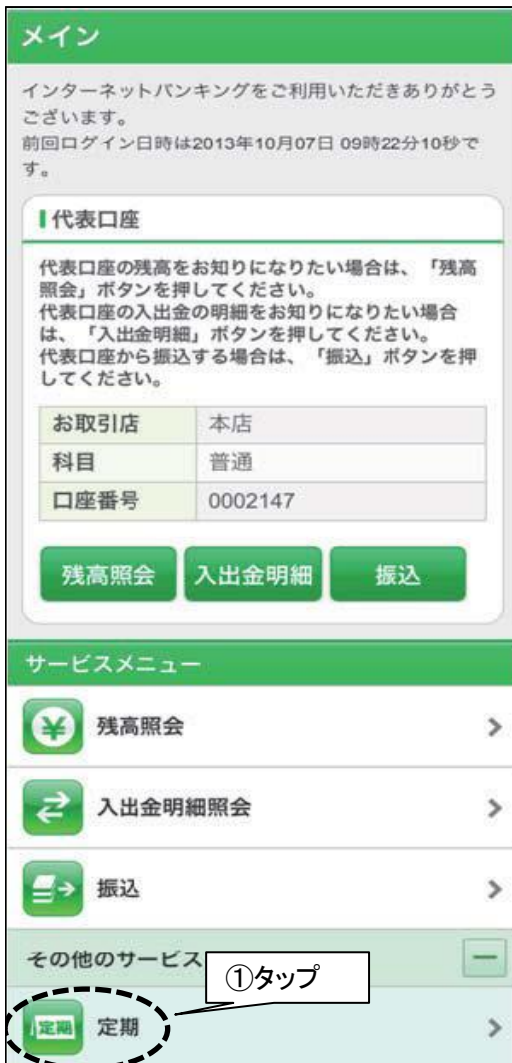 メイン
インターネットバンキングをご利用いただきありがとう
ございます。
前回ログイン日時は2013年10月07日 09時22分10秒で
す。
代表口座
代表口座の残高をお知りになりたい場合は、「残高
照会」ボタンを押してください。
代表口座の入出金の明細をお知りになりたい場合
は、「入出金明細」ボタンを押してください。
代表口座から振込する場合は、「振込」ボタンを押
してください。
お取引店 本店
科目 普通
口座番号 0002147
残高照会 入出金明細 振込
サービスメニュー
¥ 残高照会
入出金明細照会
振込
その他のサービス
①タップ
定期 定期